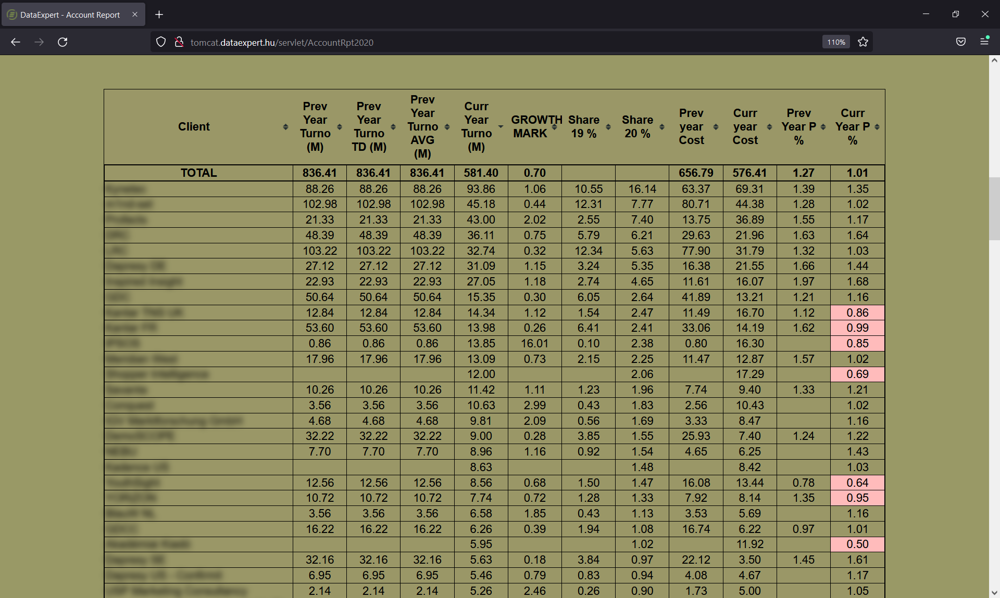 DataExpert - Account Report
tomcat.dataexpert.hu/servlet/AccountRpt2020
110%
Client Prev Year Turno (M) Prev Year Turno TD (M) Prev Year Turno AVG (M) Curr Year Turno (M) GROWTH MARK Share 19 % Share 20 % Prev year Cost Curr year Cost Prev Year P % Curr Year P %
TOTAL 836.41 836.41 836.41 581.40 0.70 656.79 576.41 1.27 1.01
88.26 88.26 88.26 93.86 1.06 10.55 16.14 63.37 69.31 1.39 1.35
102.98 102.98 102.98 45.18 0.44 12.31 7.77 80.71 44.38 1.28 1.02
21.33 21.33 21.33 43.00 2.02 2.55 7.40 13.75 36.89 1.55 1.17
48.39 48.39 48.39 36.11 0.75 5.79 6.21 29.63 21.96 1.63 1.64
103.22 103.22 103.22 32.74 0.32 12.34 5.63 77.90 31.79 1.32 1.03
27.12 27.12 27.12 31.09 1.15 3.24 5.35 16.38 21.55 1.66 1.44
22.93 22.93 22.93 27.05 1.18 2.74 4.65 11.61 16.07 1.97 1.68
50.64 50.64 50.64 15.35 0.30 6.05 2.64 41.89 13.21 1.21 1.16
12.84 12.84 12.84 14.34 1.12 1.54 2.47 11.49 16.70 1.12 0.86
53.60 53.60 53.60 13.98 0.26 6.41 2.41 33.06 14.19 1.62 0.99
0.86 0.86 0.86 13.85 16.01 0.10 2.38 0.80 16.30 0.85
17.96 17.96 17.96 13.09 0.73 2.15 2.25 11.47 12.87 1.57 1.02
12.00 2.06 17.29 0.69
10.26 10.26 10.26 11.42 1.11 1.23 1.96 7.74 9.40 1.33 1.21
3.56 3.56 3.56 10.63 2.99 0.43 1.83 2.56 10.43 1.02
4.68 4.68 4.68 9.81 2.09 0.56 1.69 3.33 8.47 1.16
32.22 32.22 32.22 9.00 0.28 3.85 1.55 25.93 7.40 1.24 1.22
7.70 7.70 7.70 8.96 1.16 0.92 1.54 4.65 6.25 1.43
8.63 1.48 8.42 1.03
12.56 12.56 12.56 8.56 0.68 1.50 1.47 16.08 13.44 0.78 0.64
10.72 10.72 10.72 7.74 0.72 1.28 1.33 7.92 8.14 1.35 0.95
3.56 3.56 3.56 6.58 1.85 0.43 1.13 3.53 5.69 1.16
16.22 16.22 16.22 6.26 0.39 1.94 1.08 16.74 6.22 0.97 1.01
5.95 1.02 11.92 0.50
32.16 32.16 32.16 5.63 0.18 3.84 0.97 22.12 3.50 1.45 1.61
6.95 6.95 6.95 5.46 0.79 0.83 0.94 4.08 4.67 1.17
2.14 2.14 2.14 5.26 2.46 0.26 0.90 1.73 5.00 1.05